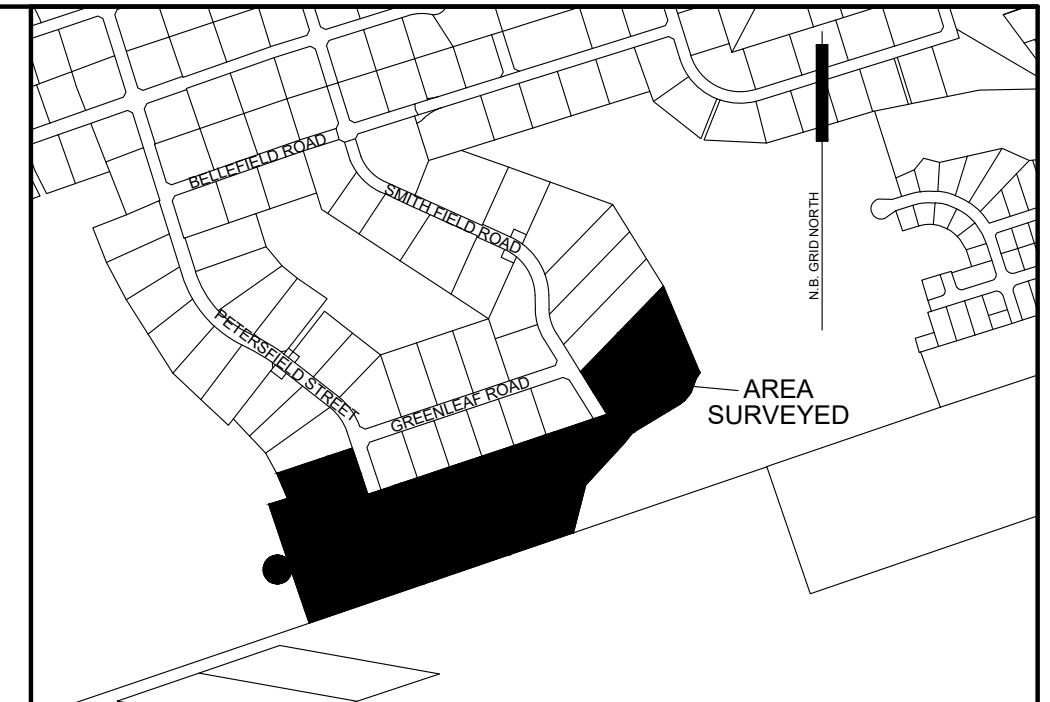 BELLEFIELD ROAD
SMITH FIELD ROAD
N.B. GRID NORTH
PETERSFIELD STREET
GREENLEAF ROAD
AREA
SURVEYED